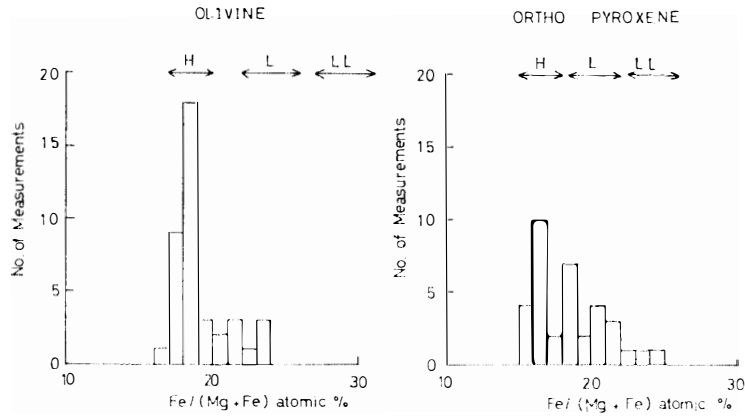 OLIVINE
H L LL
20
15
10
5
0
No. of Measurements
10 20 30
Fe/(Mg+Fe) atomic %
ORTHO PYROXENE
H L LL
20
15
10
5
0
No. of Measurements
10 20 30
Fe/(Mg+Fe) atomic %